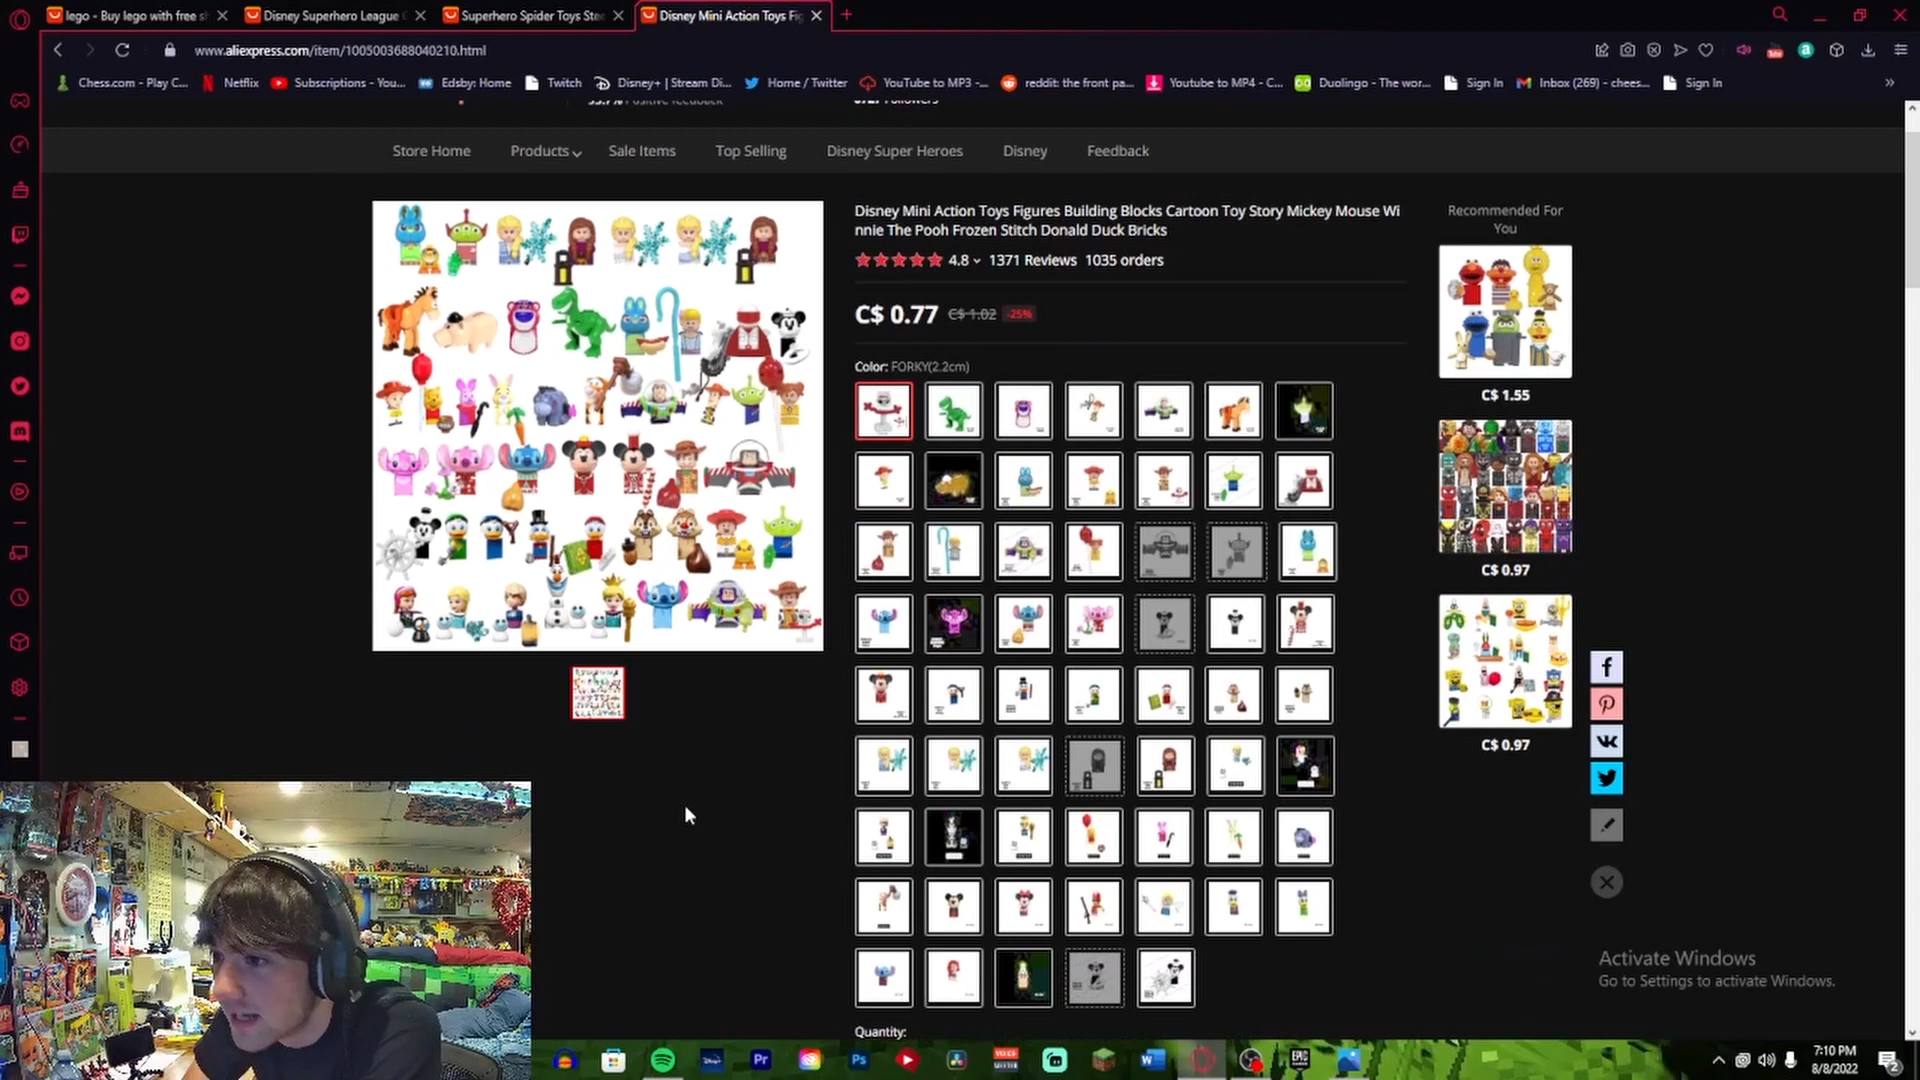 lego - Buy lego with free s
Disney Superhero League
Superhero Spider Toys Ste
Disney Mini Action Toys Fi
www.aliexpress.com/item/1005003688040210.html
Chess.com - Play C...
Netflix
Subscriptions - You...
Edsby: Home
Twitch
Disney+ | Stream Di...
Home / Twitter
YouTube to MP3 -...
reddit: the front pa...
Youtube to MP4 - C...
Duolingo - The wor...
Sign In
Inbox (269) - chees...
Sign In
Store Home
Products
Sale Items
Top Selling
Disney Super Heroes
Disney
Feedback
Disney Mini Action Toys Figures Building Blocks Cartoon Toy Story Mickey Mouse Wi
nnie The Pooh Frozen Stitch Donald Duck Bricks
4.8 1371 Reviews 1035 orders
C$ 0.77 C$ 1.02 -25%
Color: FORKY(2.2cm)
Recommended For
You
C$ 1.55
C$ 0.97
C$ 0.97
Quantity:
Activate Windows
Go to Settings to activate Windows.
7:10 PM
8/8/2022